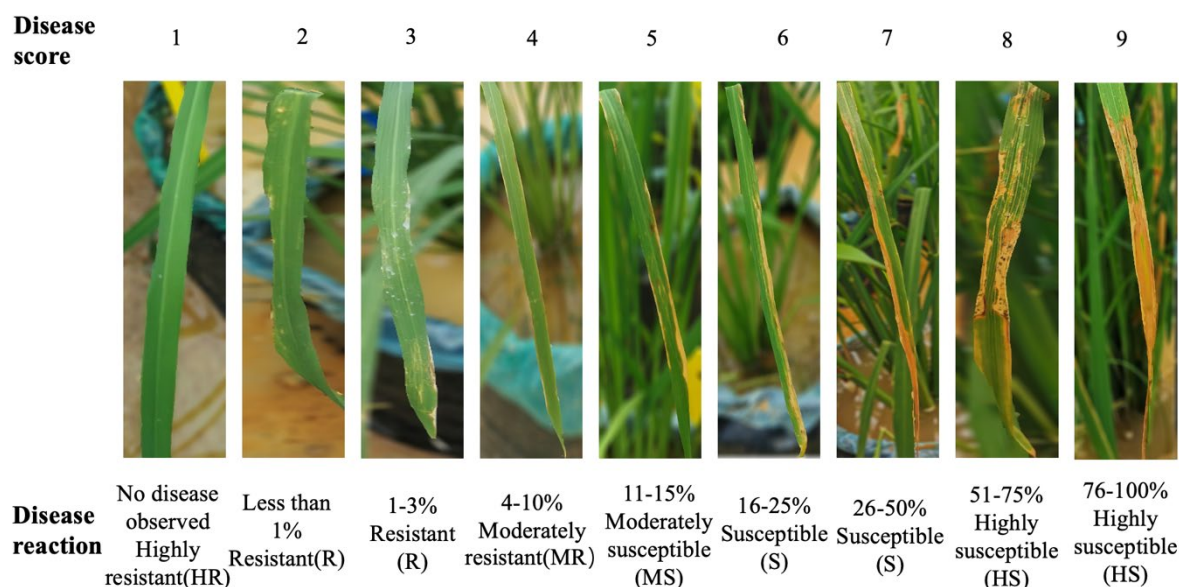 Disease score 1 2 3 4 5 6 7 8 9
Disease reaction
No disease
observed
Highly
resistant(HR)
Less than
1%
Resistant(R)
1-3%
Resistant
(R)
4-10%
Moderately
resistant(MR)
11-15%
Moderately
susceptible
(MS)
16-25%
Susceptible
(S)
26-50%
Susceptible
(S)
51-75%
Highly
susceptible
(HS)
76-100%
Highly
susceptible
(HS)